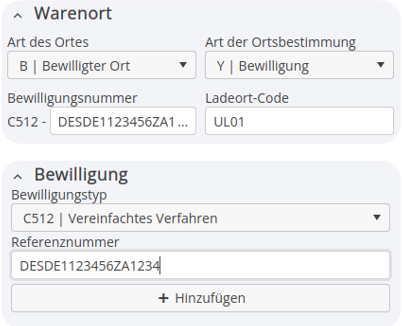 Warenort
Art des Ortes
Art der Ortsbestimmung
B | Bewilligter Ort
Y | Bewilligung
Bewilligungsnummer
Ladeort-Code
C512 - DESDE1123456ZA1...
UL01
Bewilligung
Bewilligungstyp
C512 | Vereinfachtes Verfahren
Referenznummer
DESDE1123456ZA1234
+ Hinzufügen